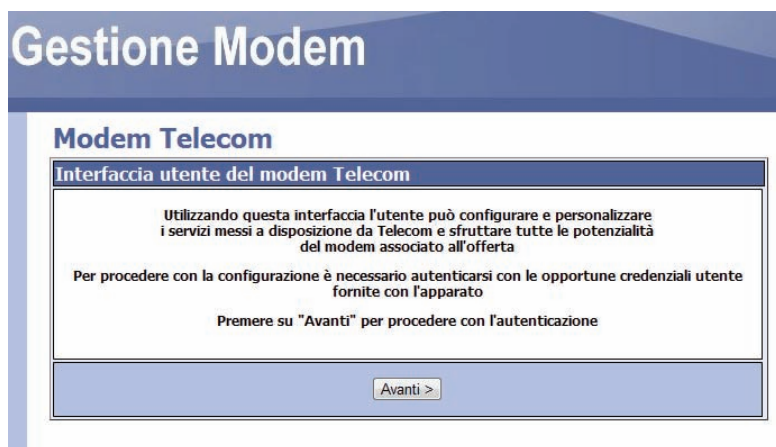 Gestione Modem
Modem Telecom
Interfaccia utente del modem Telecom
Utilizzando questa interfaccia l'utente può configurare e personalizzare
i servizi messi a disposizione da Telecom e sfruttare tutte le potenzialità
del modem associato all'offerta
Per procedere con la configurazione è necessario autenticarsi con le opportune credenziali utente
fornite con l'apparato
Premere su "Avanti" per procedere con l'autenticazione
Avanti >